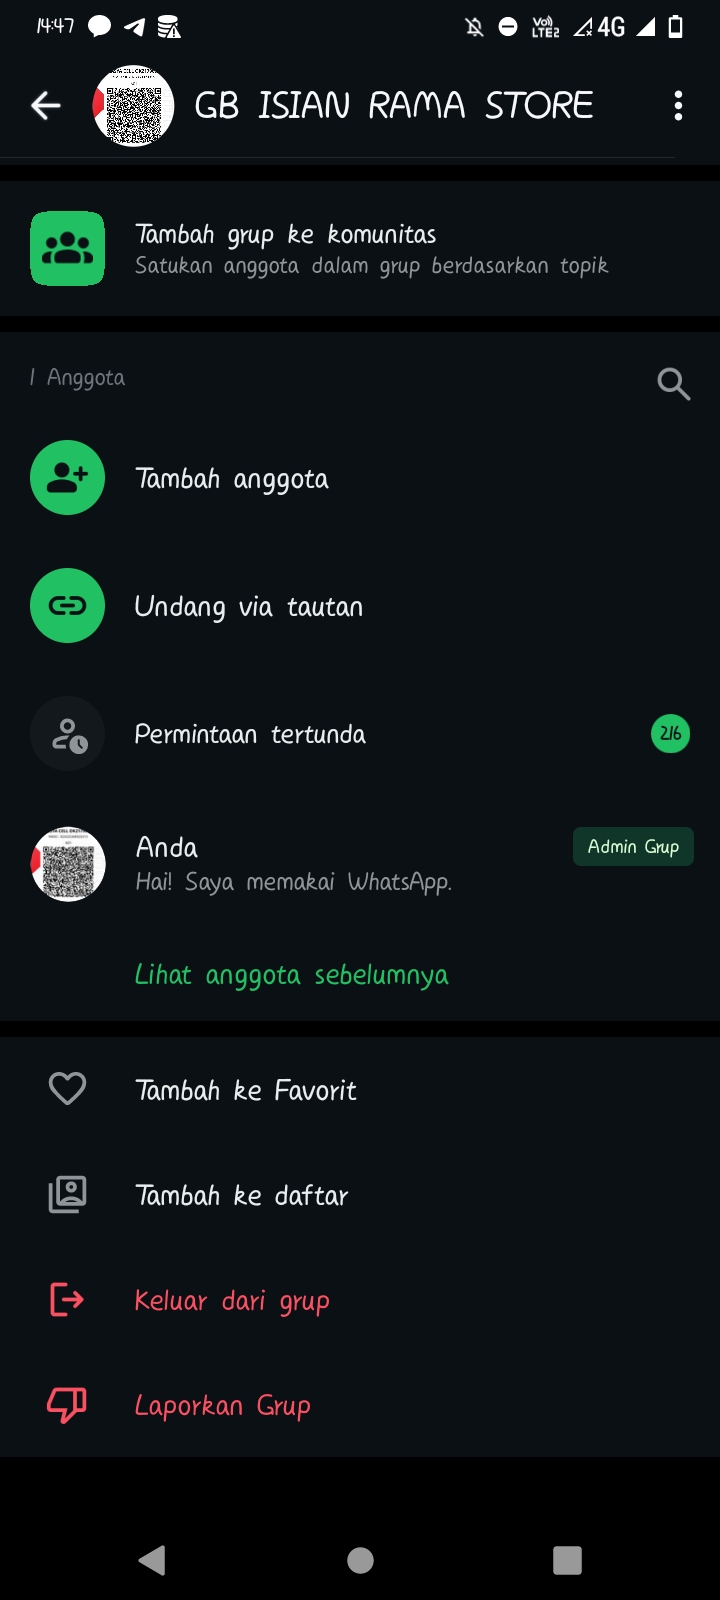 14:47
Vo))
LTE2
4G
GB ISIAN RAMA STORE
Tambah grup ke komunitas
Satukan anggota dalam grup berdasarkan topik
1 Anggota
Tambah anggota
Undang via tautan
Permintaan tertunda
216
Anda
Admin Grup
Hai! Saya memakai WhatsApp.
Lihat anggota sebelumnya
Tambah ke Favorit
Tambah ke daftar
Keluar dari grup
Laporkan Grup